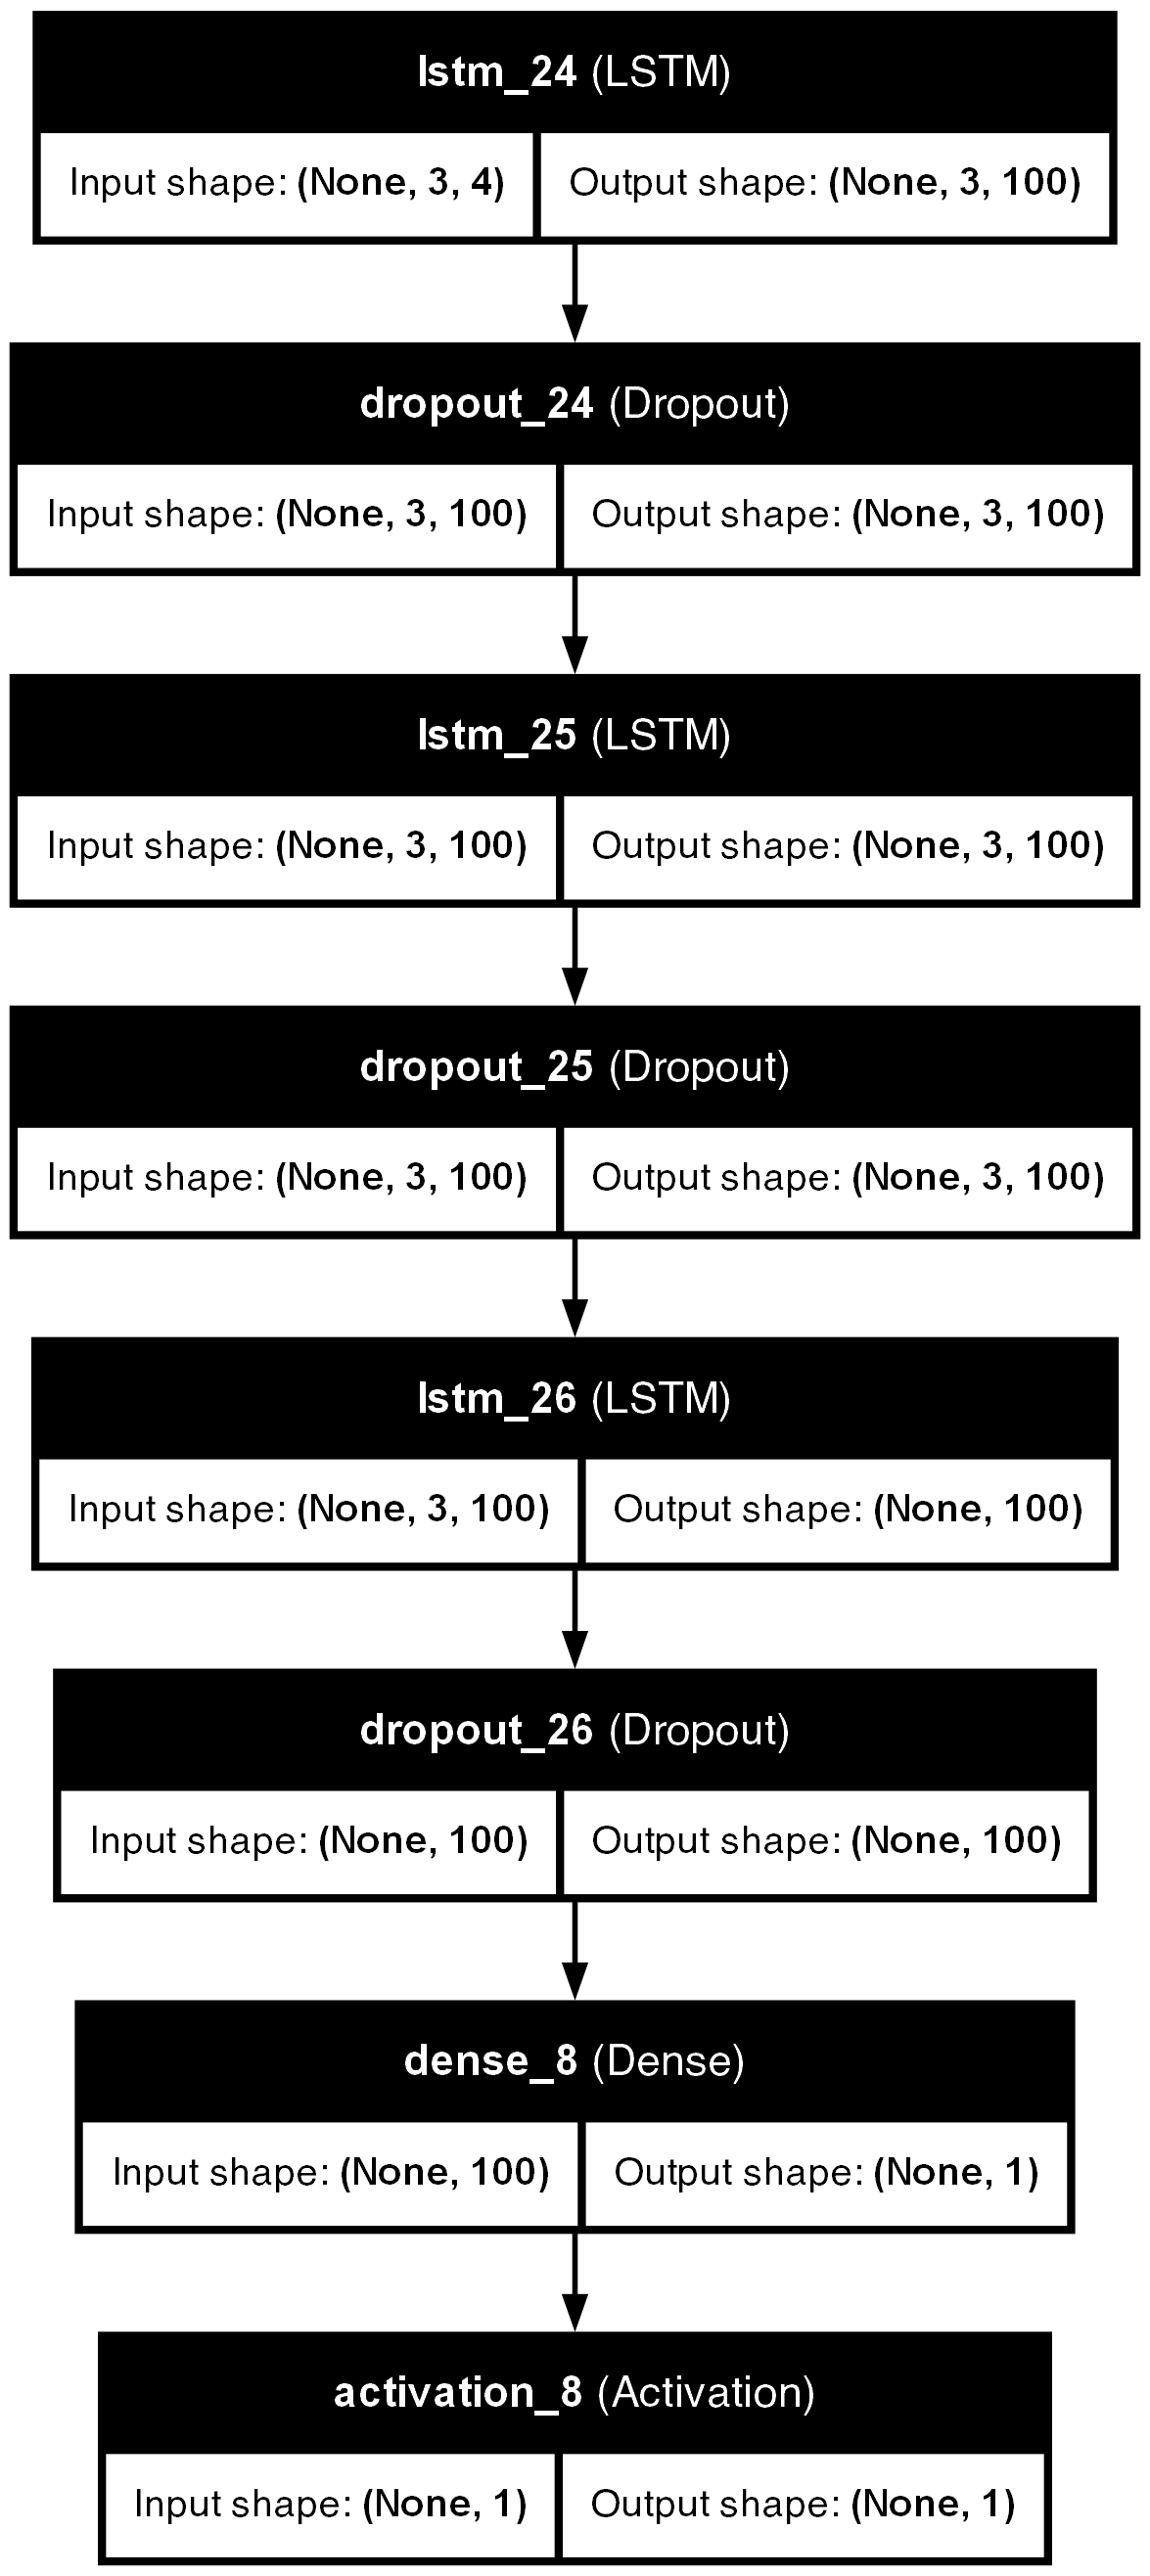 lstm_24 (LSTM)
Input shape: (None, 3, 4) Output shape: (None, 3, 100)
dropout_24 (Dropout)
Input shape: (None, 3, 100) Output shape: (None, 3, 100)
lstm_25 (LSTM)
Input shape: (None, 3, 100) Output shape: (None, 3, 100)
dropout_25 (Dropout)
Input shape: (None, 3, 100) Output shape: (None, 3, 100)
lstm_26 (LSTM)
Input shape: (None, 3, 100) Output shape: (None, 100)
dropout_26 (Dropout)
Input shape: (None, 100) Output shape: (None, 100)
dense_8 (Dense)
Input shape: (None, 100) Output shape: (None, 1)
activation_8 (Activation)
Input shape: (None, 1) Output shape: (None, 1)